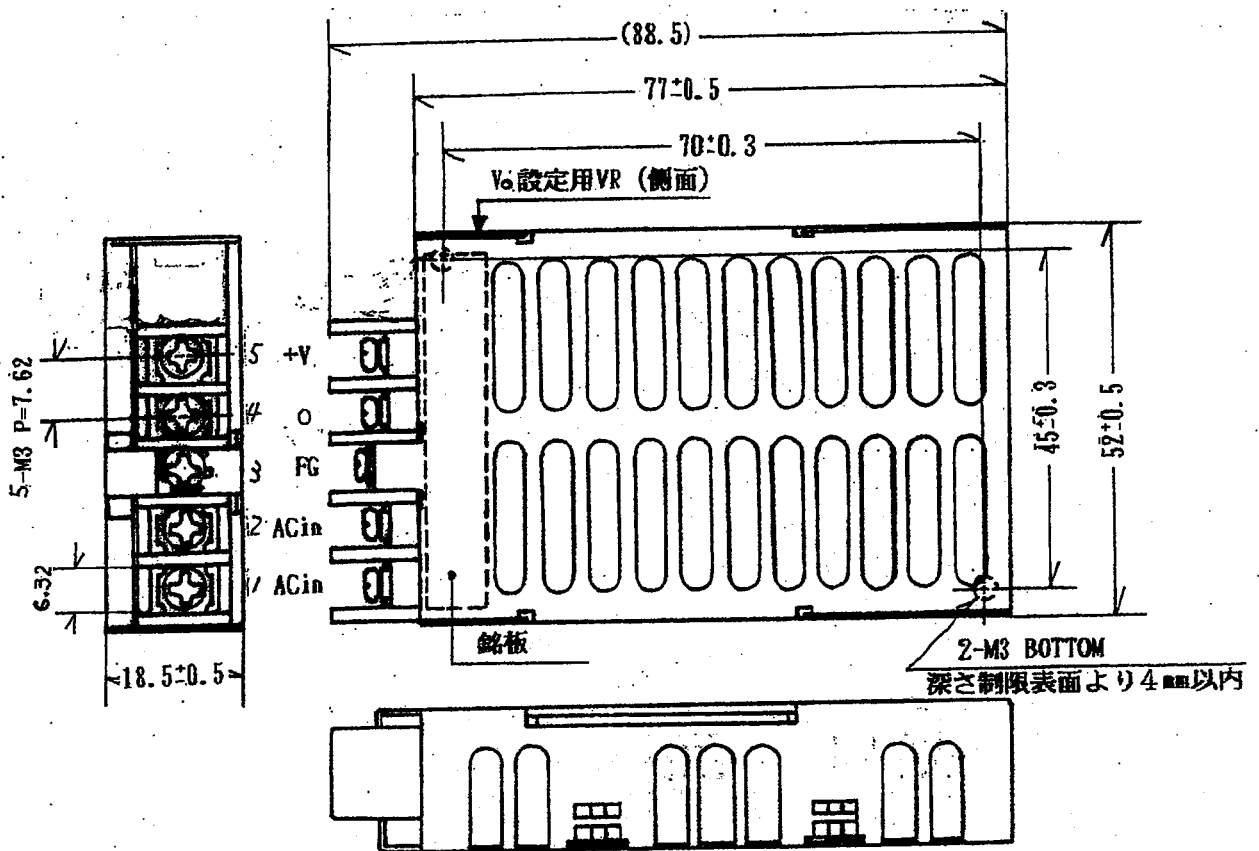 (88.5)
77±0.5
70±0.3
Vo設定用VR (側面)
5 +V
4 0
3 FG
2 ACin
1 ACin
5-M3 P=7.62
6.32
18.5±0.5
45±0.3
52±0.5
銘板
2-M3 BOTTOM
深さ制限表面より4mm以内